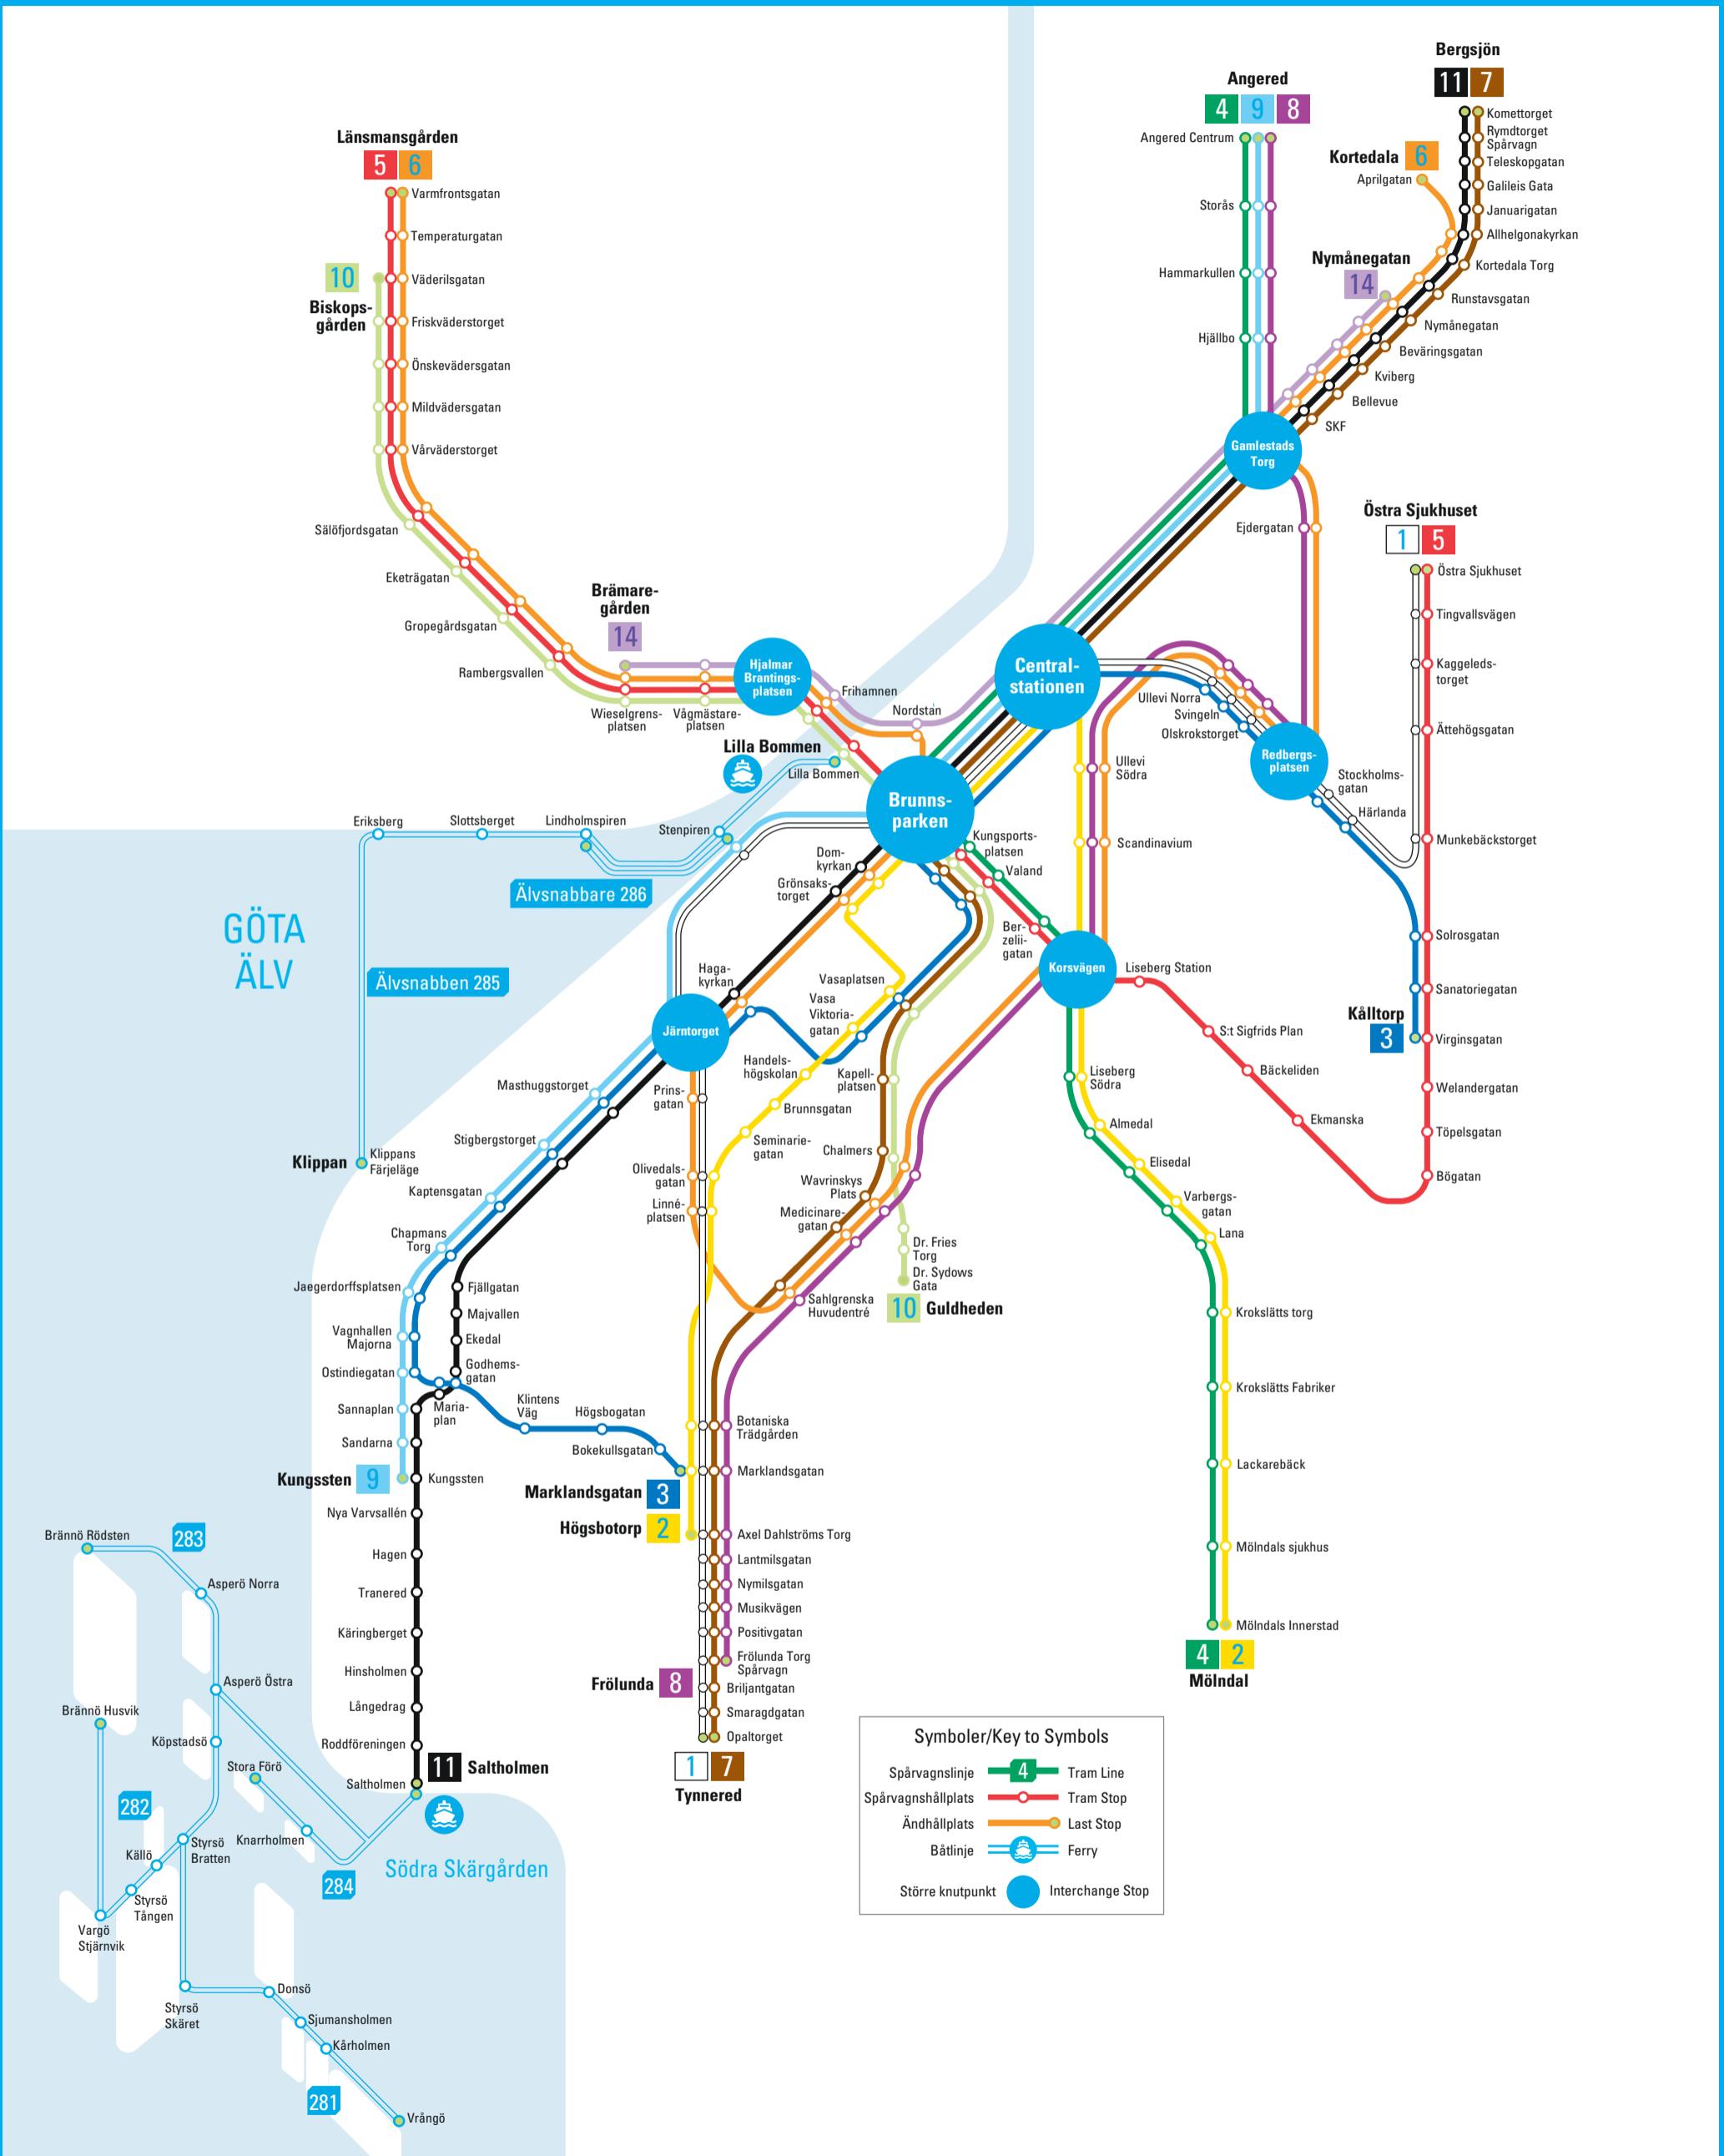 Bergsjön
11 7
Komettorget
Rymdtorget
Spårvagn
Teleskopgatan
Galileis Gata
Januarigatan
Allhelgonakyrkan
Kortedala Torg
Runstavsgatan
Nymånegatan
Beväringsgatan
Kviberg
Bellevue
SKF
Angered
4 9 8
Angered Centrum
Storås
Hammarkullen
Hjällbo
Kortedala 6
Aprilgatan
Nymånegatan
14
Gamlestads
Torg
Ejdergatan
Länsmansgården
5 6
Varmfrontsgatan
Temperaturgatan
Väderilsgatan
Friskväderstorget
Önskevädersgatan
Mildvädersgatan
Vårväderstorget
10
Biskops-
gården
Sälöfjordsgatan
Eketrägatan
Gropegårdsgatan
Rambergsvallen
Brämare-
gården
14
Wieselgrens-
platsen
Vågmästare-
platsen
Hjalmar
Brantings-
platsen
Frihamnen
Nordstan
Lilla Bommen
Lilla Bommen
Central-
stationen
Brunns-
parken
Östra Sjukhuset
1 5
Östra Sjukhuset
Tingvallsvägen
Kaggeleds-
torget
Ättehögsgatan
Munkebäckstorget
Solrosgatan
Sanatoriegatan
Virginsgatan
Welandergatan
Töpelsgatan
Bögatan
Kålltorp
3
Ullevi Norra
Svingeln
Olskrokstorget
Redbergs-
platsen
Stockholms-
gatan
Härlanda
Ullevi
Södra
Scandinavium
Kungsports-
platsen
Valand
Ber-
zelii-
gatan
Korsvägen
Liseberg Station
S:t Sigfrids Plan
Bäckeliden
Ekmanska
Eriksberg
Slottsberget
Lindholmspiren
Stenpiren
Älvsnabbare 286
GÖTA
ÄLV
Älvsnabben 285
Klippan
Klippans
Färjeläge
Dom-
kyrkan
Grönsaks-
torget
Haga-
kyrkan
Vasaplatsen
Vasa
Viktoria-
gatan
Handels-
högskolan
Brunnsgatan
Seminarie-
gatan
Kapell-
platsen
Chalmers
Wavrinskys
Plats
Medicinare-
gatan
Sahlgrenska
Huvudentré
Dr. Fries
Torg
Dr. Sydows
Gata
10 Guldheden
Järntorget
Prins-
gatan
Olivedals-
gatan
Linné-
platsen
Masthuggstorget
Stigbergstorget
Kaptensgatan
Chapmans
Torg
Jaegerdorffsplatsen
Vagnhallen
Majorna
Ostindiegatan
Sannaplan
Sandarna
Kungssten 9
Fjällgatan
Majvallen
Ekedal
Godhems-
gatan
Maria-
plan
Klintens
Väg
Högsbogatan
Bokekullsgatan
Marklandsgatan 3
Högsbotorp 2
Kungssten
Nya Varvsallén
Hagen
Tranered
Käringberget
Hinsholmen
Långedrag
Roddföreningen
Saltholmen
11 Saltholmen
Botaniska
Trädgården
Marklandsgatan
Axel Dahlströms Torg
Lantmilsgatan
Nymilsgatan
Musikvägen
Positivgatan
Frölunda Torg
Spårvagn
Briljantgatan
Smaragdgatan
Opaltorget
Frölunda 8
1 7
Tynnered
Liseberg
Södra
Almedal
Elisedal
Varbergs-
gatan
Lana
Krokslätts torg
Krokslätts Fabriker
Lackarebäck
Mölndals sjukhus
Mölndals Innerstad
4 2
Mölndal
Brännö Rödsten
283
Asperö Norra
Asperö Östra
Brännö Husvik
Köpstadsö
Stora Förö
282
Styrsö
Bratten
Knarrholmen
Källö
Styrsö
Tången
Vargö
Stjärnvik
284
Södra Skärgården
Styrsö
Skäret
Donsö
Sjumansholmen
Kårholmen
281
Vrångö
Symboler/Key to Symbols
Spårvagnslinje 4 Tram Line
Spårvagnshållplats Tram Stop
Ändhållplats Last Stop
Båtlinje Ferry
Större knutpunkt Interchange Stop